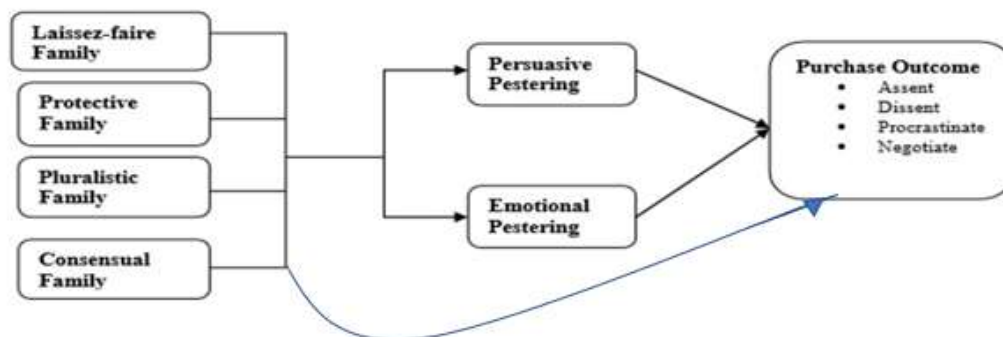 Laissez-faire
Family
Protective
Family
Pluralistic
Family
Consensual
Family
Persuasive
Pestering
Emotional
Pestering
Purchase Outcome
• Assent
• Dissent
• Procrastinate
• Negotiate